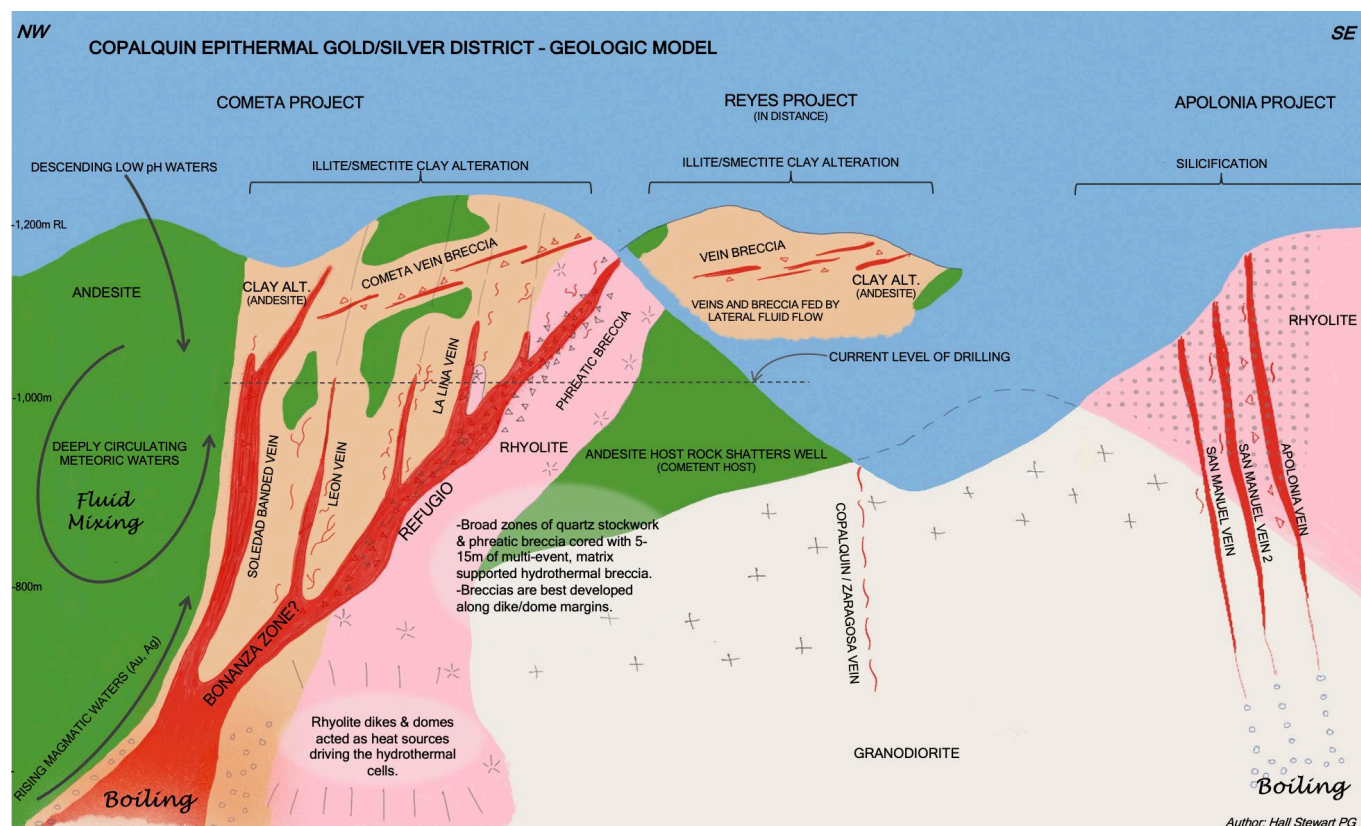 NW
SE
COPALQUIN EPITHERMAL GOLD/SILVER DISTRICT - GEOLOGIC MODEL
COMETA PROJECT
REYES PROJECT
(IN DISTANCE)
APOLONIA PROJECT
DESCENDING LOW pH WATERS
ILLITE/SMECTITE CLAY ALTERATION
ILLITE/SMECTITE CLAY ALTERATION
SILICIFICATION
-1,200m RL
ANDESITE
CLAY ALT.
(ANDESITE)
COMETA VEIN BRECCIA
VEIN BRECCIA
CLAY ALT.
(ANDESITE)
VEINS AND BRECCIA FED BY
LATERAL FLUID FLOW
RHYOLITE
CURRENT LEVEL OF DRILLING
-1,000m
LA LINA VEIN
PHREATIC BRECCIA
DEEPLY CIRCULATING
METEORIC WATERS
Fluid
Mixing
SOLEDAD BANDED VEIN
LEON VEIN
REFUGIO
RHYOLITE
ANDESITE HOST ROCK SHATTERS WELL
(COMETENT HOST)
SAN MANUEL VEIN
SAN MANUEL VEIN 2
APOLONIA VEIN
-Broad zones of quartz stockwork
& phreatic breccia cored with 5-
15m of multi-event, matrix
supported hydrothermal breccia.
-Breccias are best developed
along dike/dome margins.
COPALQUIN / ZARAGOSA VEIN
-800m
BONANZA ZONE?
RISING MAGMATIC WATERS (Au, Ag)
Rhyolite dikes & domes
acted as heat sources
driving the hydrothermal
cells.
GRANODIORITE
Boiling
Boiling
Author: Hall Stewart PG